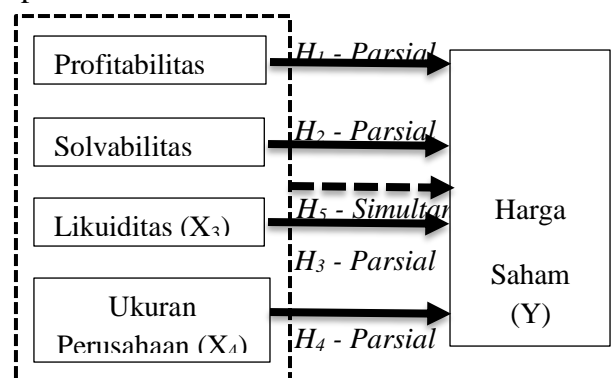 Profitabilitas
H₁ - Parsial
Solvabilitas
H₂ - Parsial
Likuiditas (X₃)
H₅ - Simultan
H₃ - Parsial
Ukuran
Perusahaan (X₄)
H₄ - Parsial
Harga
Saham
(Y)